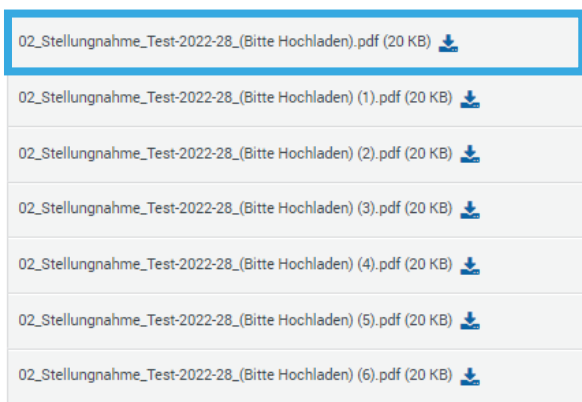 02_Stellungnahme_Test-2022-28_(Bitte Hochladen).pdf (20 KB)
02_Stellungnahme_Test-2022-28_(Bitte Hochladen) (1).pdf (20 KB)
02_Stellungnahme_Test-2022-28_(Bitte Hochladen) (2).pdf (20 KB)
02_Stellungnahme_Test-2022-28_(Bitte Hochladen) (3).pdf (20 KB)
02_Stellungnahme_Test-2022-28_(Bitte Hochladen) (4).pdf (20 KB)
02_Stellungnahme_Test-2022-28_(Bitte Hochladen) (5).pdf (20 KB)
02_Stellungnahme_Test-2022-28_(Bitte Hochladen) (6).pdf (20 KB)